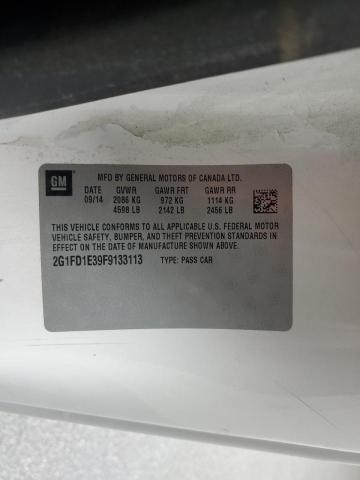 GM
MFG BY GENERAL MOTORS OF CANADA LTD.
DATE GVWR GAWR FRT GAWR RR
09/14 2086 KG 972 KG 1114 KG
4598 LB 2142 LB 2456 LB
THIS VEHICLE CONFORMS TO ALL APPLICABLE U.S. FEDERAL MOTOR
VEHICLE SAFETY, BUMPER, AND THEFT PREVENTION STANDARDS
IN EFFECT ON THE DATE OF MANUFACTURE SHOWN ABOVE.
2G1FD1E39F9133113 TYPE: PASS CAR